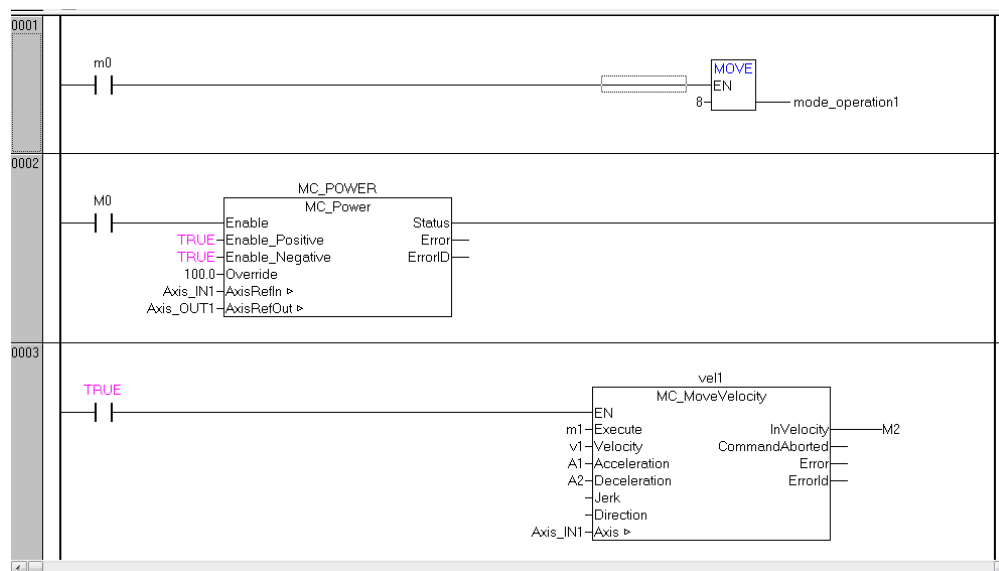 0001
m0
MOVE
EN
8
mode_operation1
0002
MC_POWER
M0
MC_Power
Enable Status
TRUE Enable_Positive Error
TRUE Enable_Negative ErrorID
100.0 Override
Axis_IN1 AxisRefIn
Axis_OUT1 AxisRefOut
0003
vel1
TRUE
MC_MoveVelocity
EN
m1 Execute InVelocity M2
v1 Velocity CommandAborted
A1 Acceleration Error
A2 Deceleration ErrorId
Jerk
Direction
Axis_IN1 Axis